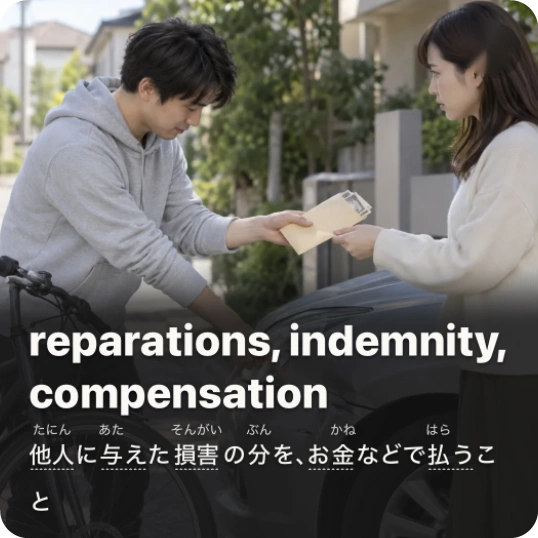 reparations, indemnity,
compensation
たにん あた そんがい ぶん かね はら
他人に与えた損害の分を、お金などで払うこ
と